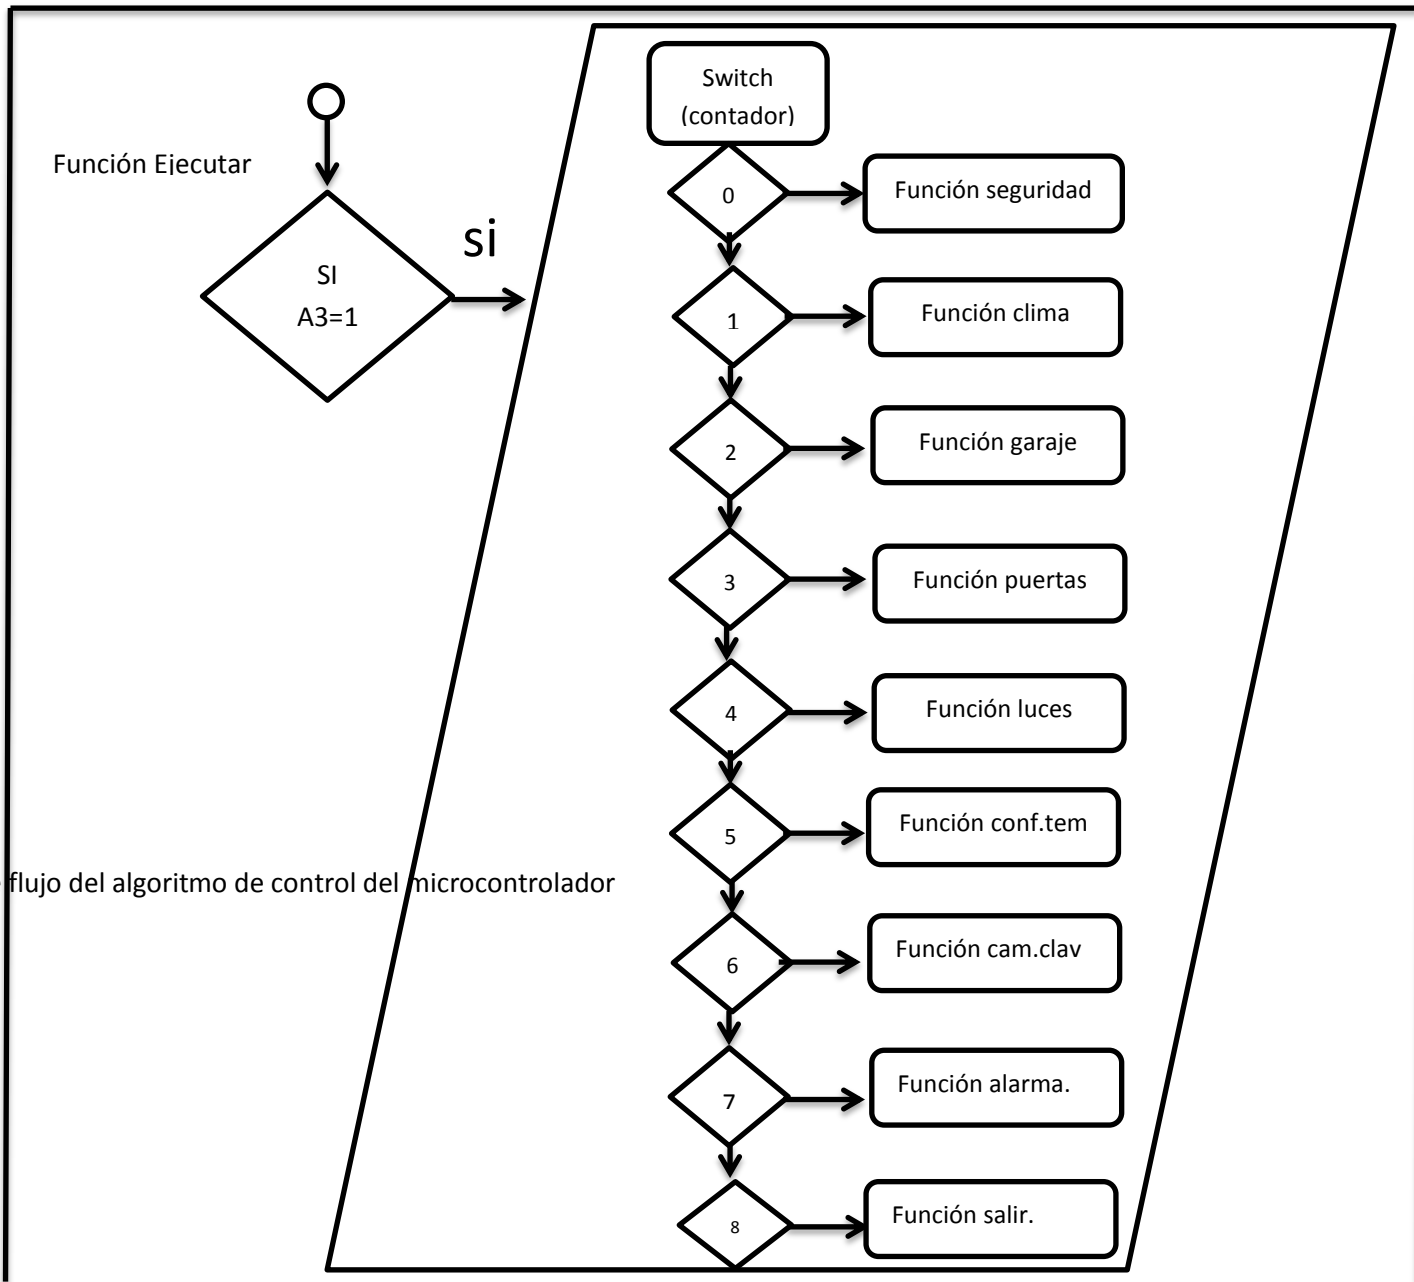 Función Ejecutar
SI
A3=1
si
Switch
(contador)
0
Función seguridad
1
Función clima
2
Función garaje
3
Función puertas
4
Función luces
5
Función conf.tem
flujo del algoritmo de control del microcontrolador
6
Función cam.clav
7
Función alarma.
8
Función salir.